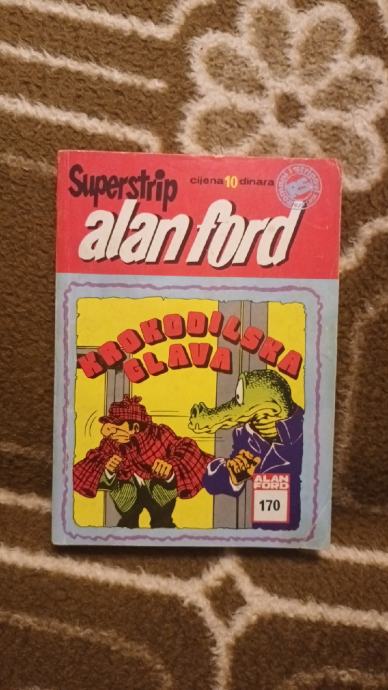 Superstrip
cijena 10 dinara
alan ford
KROKODILSKA
GLAVA
ALAN
FORD
170